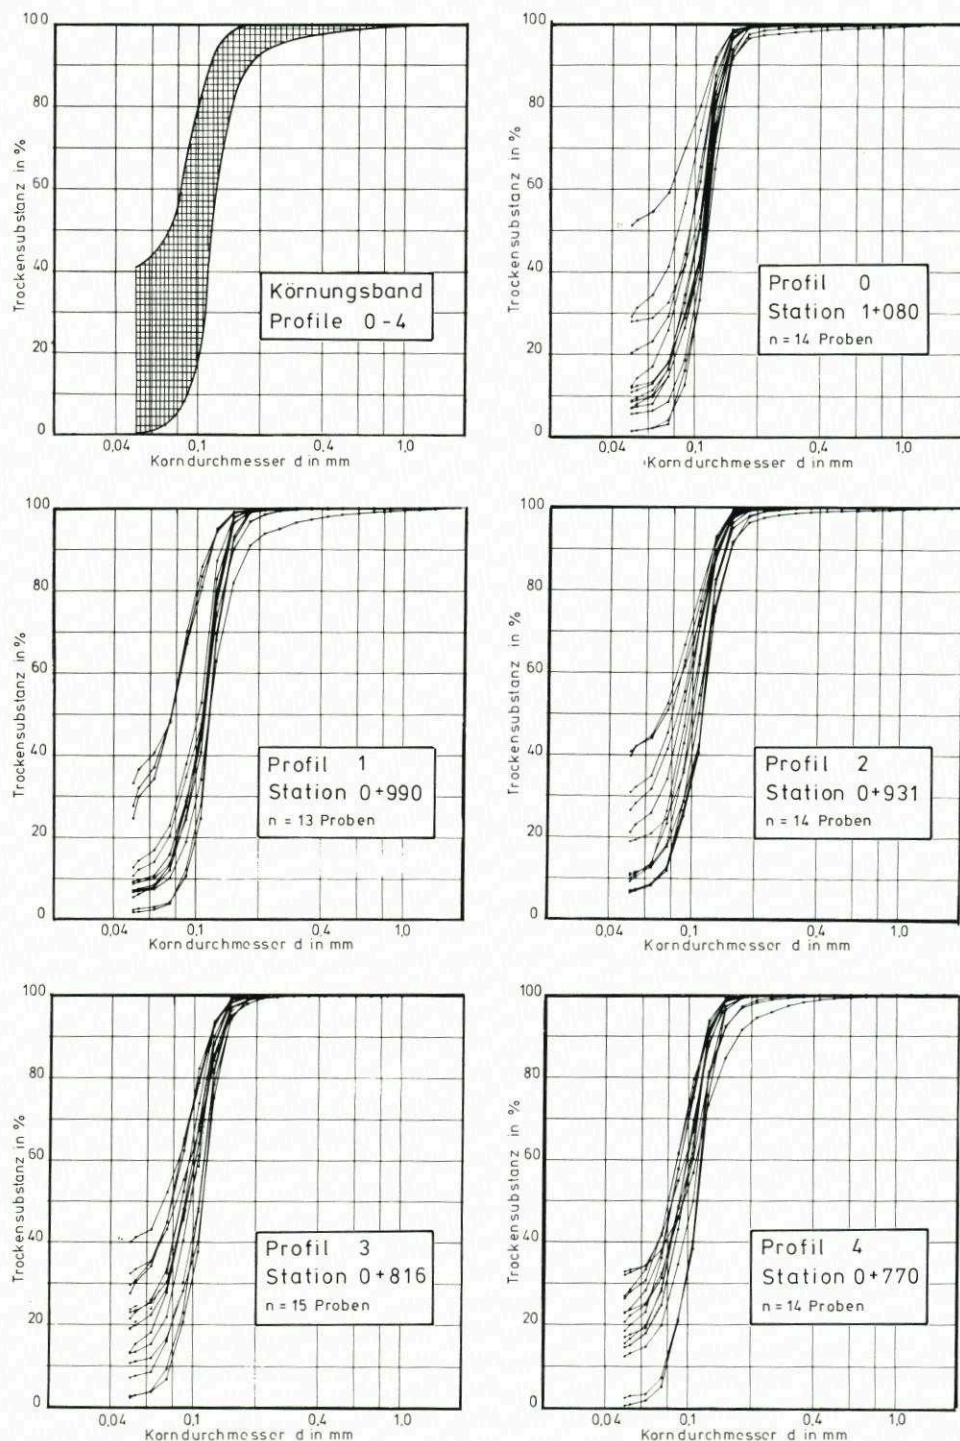 100
80
60
40
20
0
Trockensubstanz in %
0,04 0,1 0,4 1,0
Korndurchmesser d in mm
Körnungsband
Profile 0-4
100
80
60
40
20
0
Trockensubstanz in %
0,04 0,1 0,4 1,0
Korndurchmesser d in mm
Profil 0
Station 1+080
n = 14 Proben
100
80
60
40
20
0
Trockensubstanz in %
0,04 0,1 0,4 1,0
Korndurchmesser d in mm
Profil 1
Station 0+990
n = 13 Proben
100
80
60
40
20
0
Trockensubstanz in %
0,04 0,1 0,4 1,0
Korndurchmesser d in mm
Profil 2
Station 0+931
n = 14 Proben
100
80
60
40
20
0
Trockensubstanz in %
0,04 0,1 0,4 1,0
Korndurchmesser d in mm
Profil 3
Station 0+816
n = 15 Proben
100
80
60
40
20
0
Trockensubstanz in %
0,04 0,1 0,4 1,0
Korndurchmesser d in mm
Profil 4
Station 0+770
n = 14 Proben